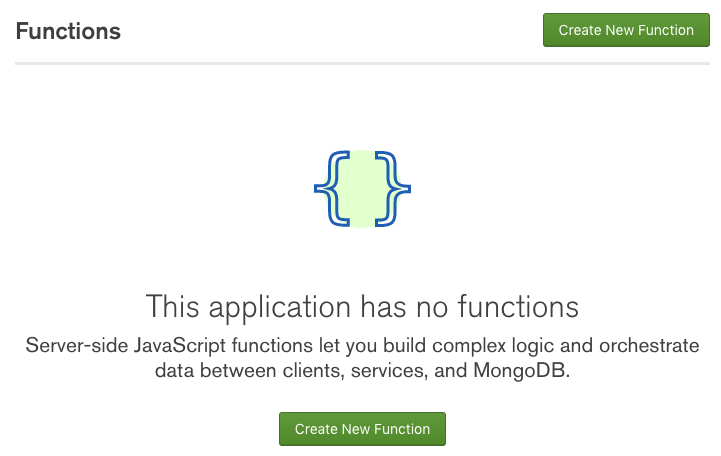 Functions
Create New Function
This application has no functions
Server-side JavaScript functions let you build complex logic and orchestrate
data between clients, services, and MongoDB.
Create New Function